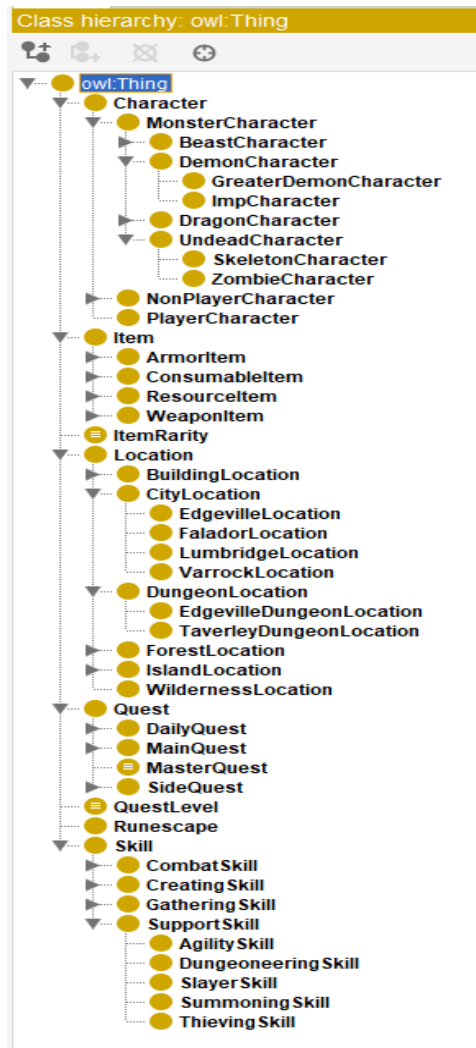 Class hierarchy: owl:Thing
owl:Thing
Character
MonsterCharacter
BeastCharacter
DemonCharacter
GreaterDemonCharacter
ImpCharacter
DragonCharacter
UndeadCharacter
SkeletonCharacter
ZombieCharacter
NonPlayerCharacter
PlayerCharacter
Item
ArmorItem
ConsumableItem
ResourceItem
WeaponItem
ItemRarity
Location
BuildingLocation
CityLocation
EdgevilleLocation
FaladorLocation
LumbridgeLocation
VarrockLocation
DungeonLocation
EdgevilleDungeonLocation
TaverleyDungeonLocation
ForestLocation
IslandLocation
WildernessLocation
Quest
DailyQuest
MainQuest
MasterQuest
SideQuest
QuestLevel
Runescape
Skill
CombatSkill
CreatingSkill
GatheringSkill
SupportSkill
AgilitySkill
DungeoneeringSkill
SlayerSkill
SummoningSkill
ThievingSkill